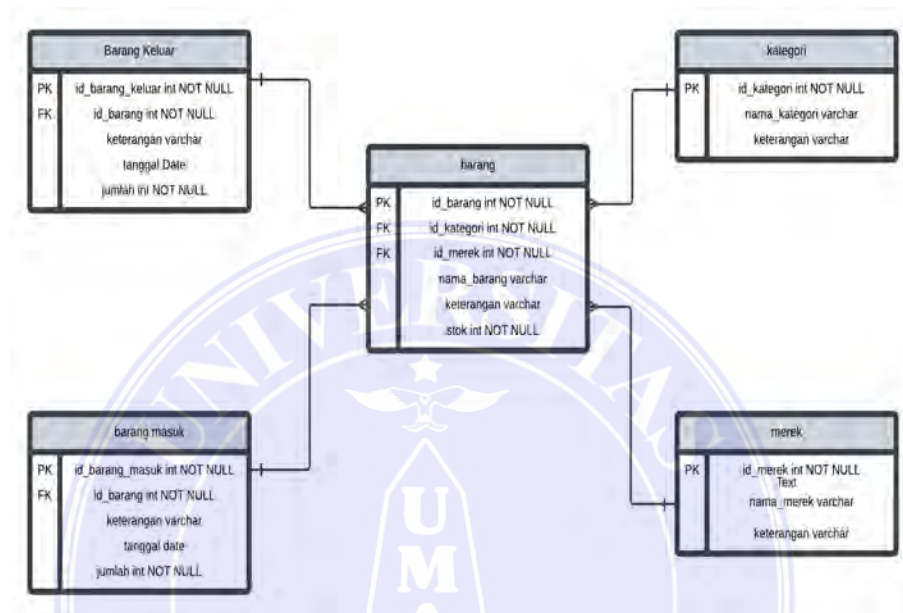 Barang Keluar
PK id_barang_keluar int NOT NULL
FK id_barang int NOT NULL
keterangan varchar
tanggal Date
jumlah int NOT NULL
kategori
PK id_kategori int NOT NULL
nama_kategori varchar
keterangan varchar
barang
PK id_barang int NOT NULL
FK id_kategori int NOT NULL
FK id_merek int NOT NULL
nama_barang varchar
keterangan varchar
stok int NOT NULL
barang masuk
PK id_barang_masuk int NOT NULL
FK id_barang int NOT NULL
keterangan varchar
tanggal date
jumlah int NOT NULL
merek
PK id_merek int NOT NULL
Text
nama_merek varchar
keterangan varchar
UNIVERSITAS
U
M